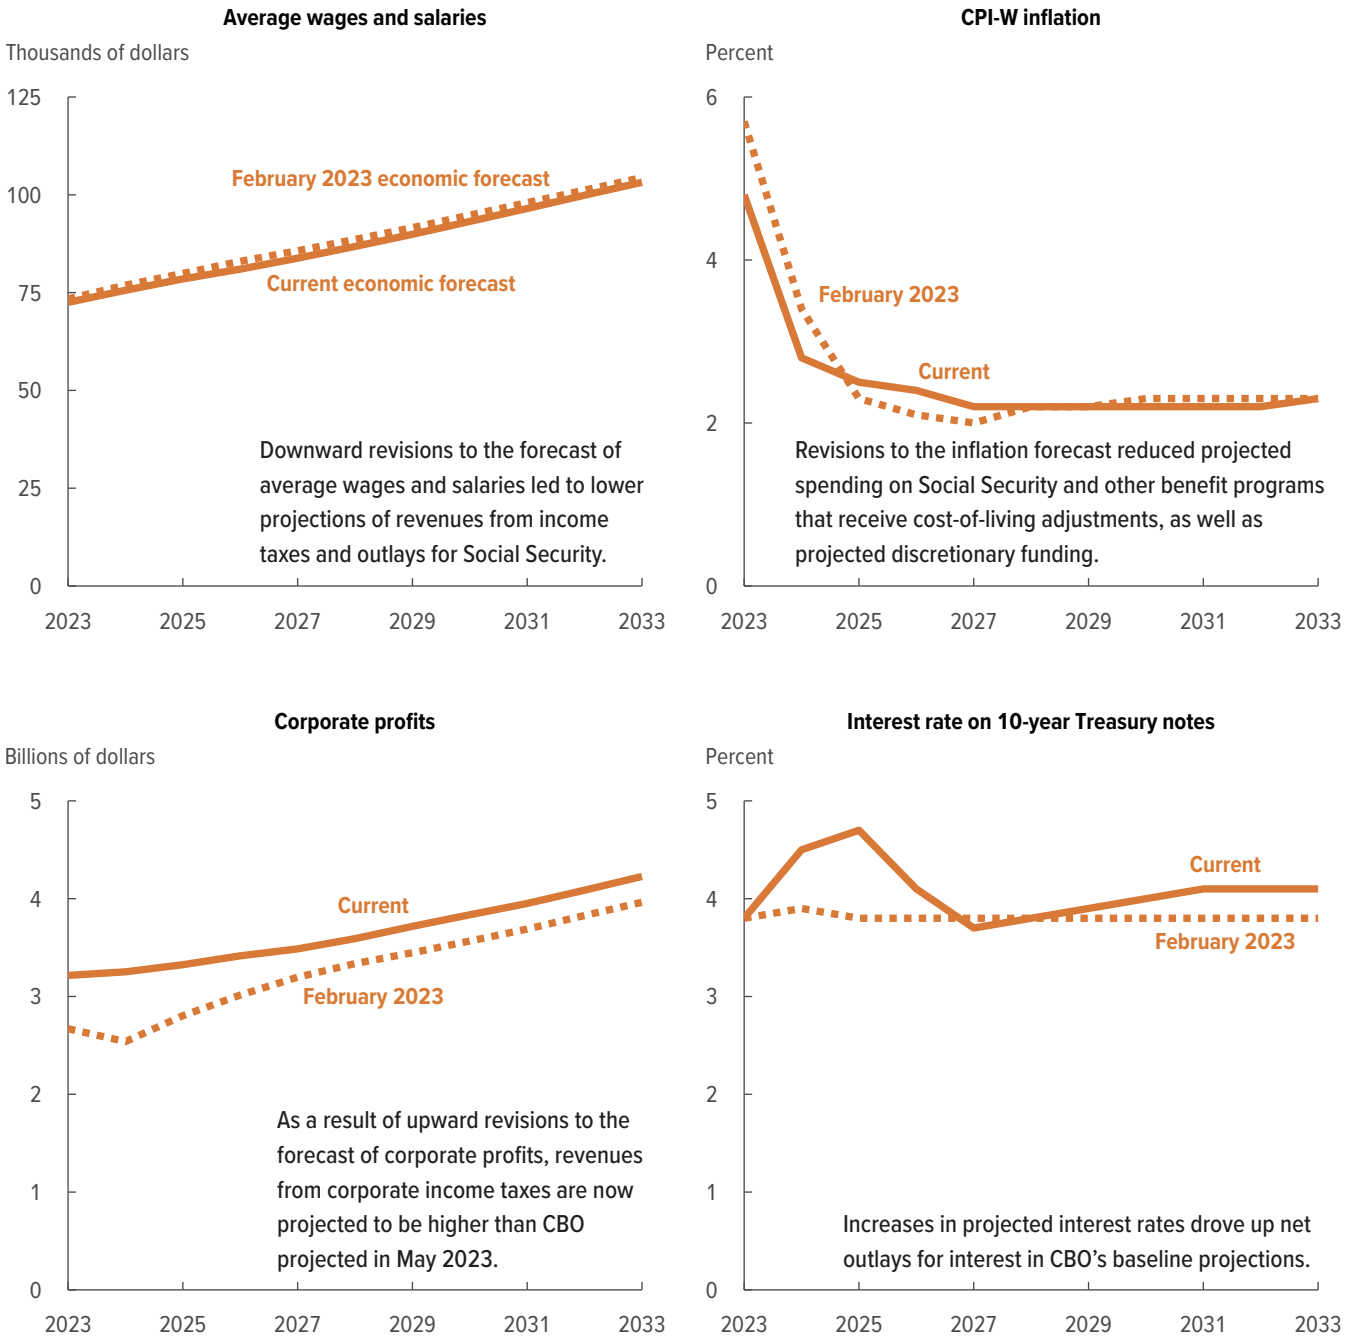 Average wages and salaries
Thousands of dollars
125
100
75
50
25
0
February 2023 economic forecast
Current economic forecast
Downward revisions to the forecast of
average wages and salaries led to lower
projections of revenues from income
taxes and outlays for Social Security.
2023 2025 2027 2029 2031 2033
CPI-W inflation
Percent
6
4
2
0
February 2023
Current
Revisions to the inflation forecast reduced projected
spending on Social Security and other benefit programs
that receive cost-of-living adjustments, as well as
projected discretionary funding.
2023 2025 2027 2029 2031 2033
Corporate profits
Billions of dollars
5
4
3
2
1
0
Current
February 2023
As a result of upward revisions to the
forecast of corporate profits, revenues
from corporate income taxes are now
projected to be higher than CBO
projected in May 2023.
2023 2025 2027 2029 2031 2033
Interest rate on 10-year Treasury notes
Percent
5
4
3
2
1
0
Current
February 2023
Increases in projected interest rates drove up net
outlays for interest in CBO’s baseline projections.
2023 2025 2027 2029 2031 2033